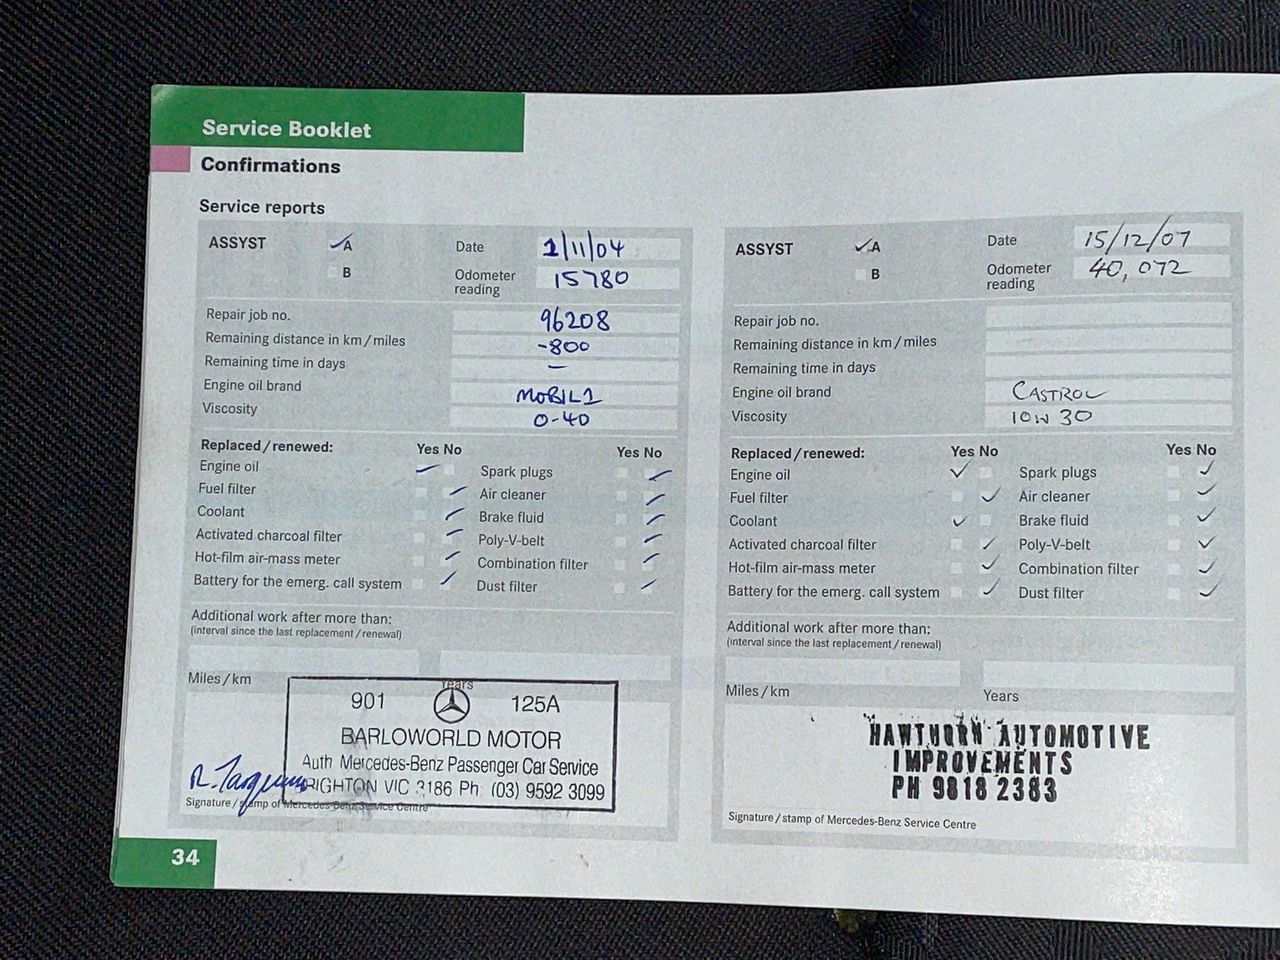 Service Booklet
Confirmations
Service reports
ASSYST A
B
Date 1/11/04
Odometer reading 15780
Repair job no. 96208
Remaining distance in km/miles -800
Remaining time in days —
Engine oil brand MOBIL 1
Viscosity 0-40
Replaced/renewed: Yes No Yes No
Engine oil Spark plugs
Fuel filter Air cleaner
Coolant Brake fluid
Activated charcoal filter Poly-V-belt
Hot-film air-mass meter Combination filter
Battery for the emerg. call system Dust filter
Additional work after more than:
(interval since the last replacement/renewal)
Miles/km Years
901 125A
BARLOWORLD MOTOR
Auth Mercedes-Benz Passenger Car Service
BRIGHTON VIC 3186 Ph (03) 9592 3099
Signature/stamp of Mercedes-Benz Service Centre
ASSYST A
B
Date 15/12/07
Odometer reading 40,072
Repair job no.
Remaining distance in km/miles
Remaining time in days
Engine oil brand CASTROL
Viscosity 10W 30
Replaced/renewed: Yes No Yes No
Engine oil Spark plugs
Fuel filter Air cleaner
Coolant Brake fluid
Activated charcoal filter Poly-V-belt
Hot-film air-mass meter Combination filter
Battery for the emerg. call system Dust filter
Additional work after more than:
(interval since the last replacement/renewal)
Miles/km Years
HAWTHORN AUTOMOTIVE
IMPROVEMENTS
PH 9818 2383
Signature/stamp of Mercedes-Benz Service Centre
34